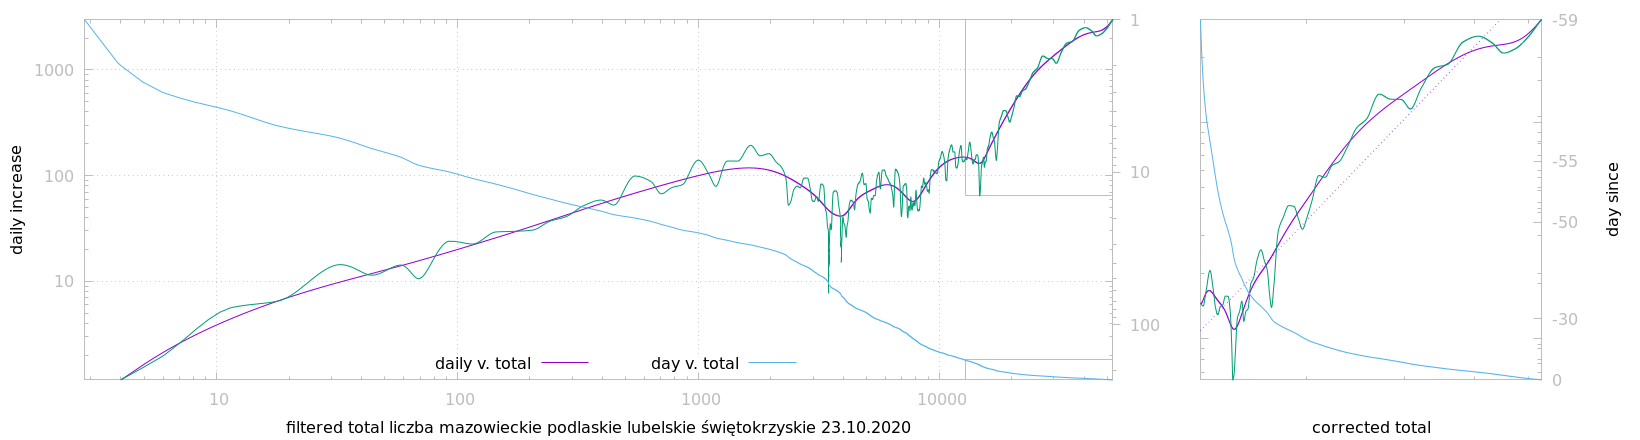 1000
100
10
daily increase
daily v. total
day v. total
10
100
1000
10000
1
10
100
filtered total liczba mazowieckie podlaskie lubelskie świętokrzyskie 23.10.2020
-59
-55
-50
-30
0
day since
corrected total